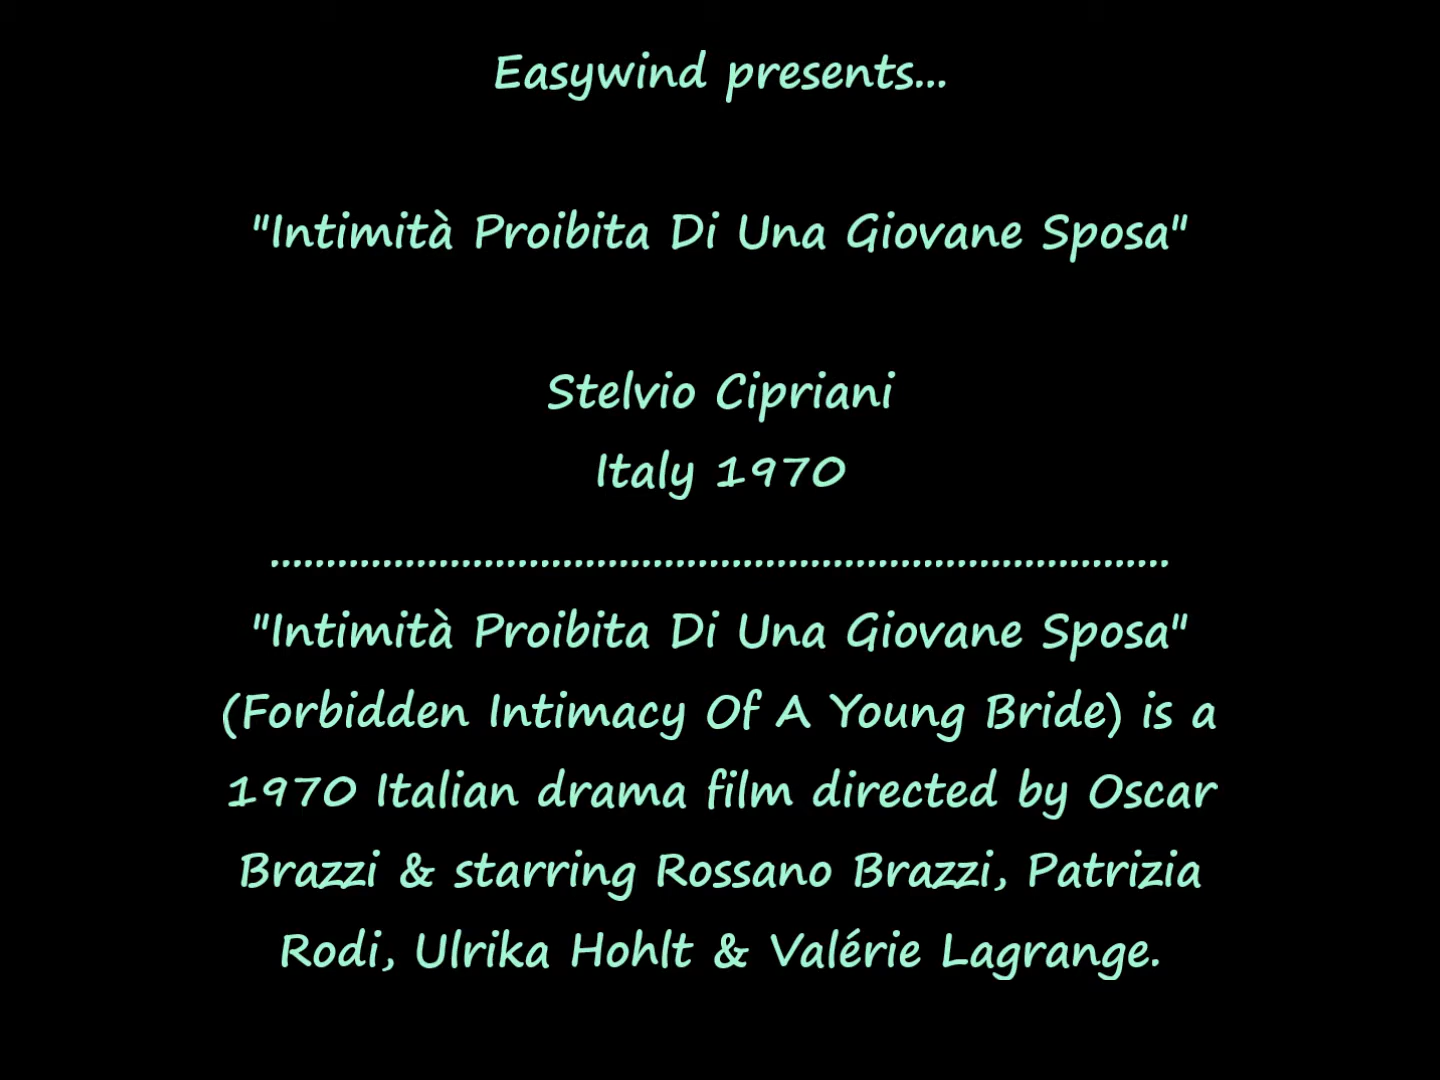 Easywind presents...
"Intimità Proibita Di Una Giovane Sposa"
Stelvio Cipriani
Italy 1970
................................................................................
"Intimità Proibita Di Una Giovane Sposa"
(Forbidden Intimacy Of A Young Bride) is a
1970 Italian drama film directed by Oscar
Brazzi & starring Rossano Brazzi, Patrizia
Rodi, Ulrika Hohlt & Valérie Lagrange.